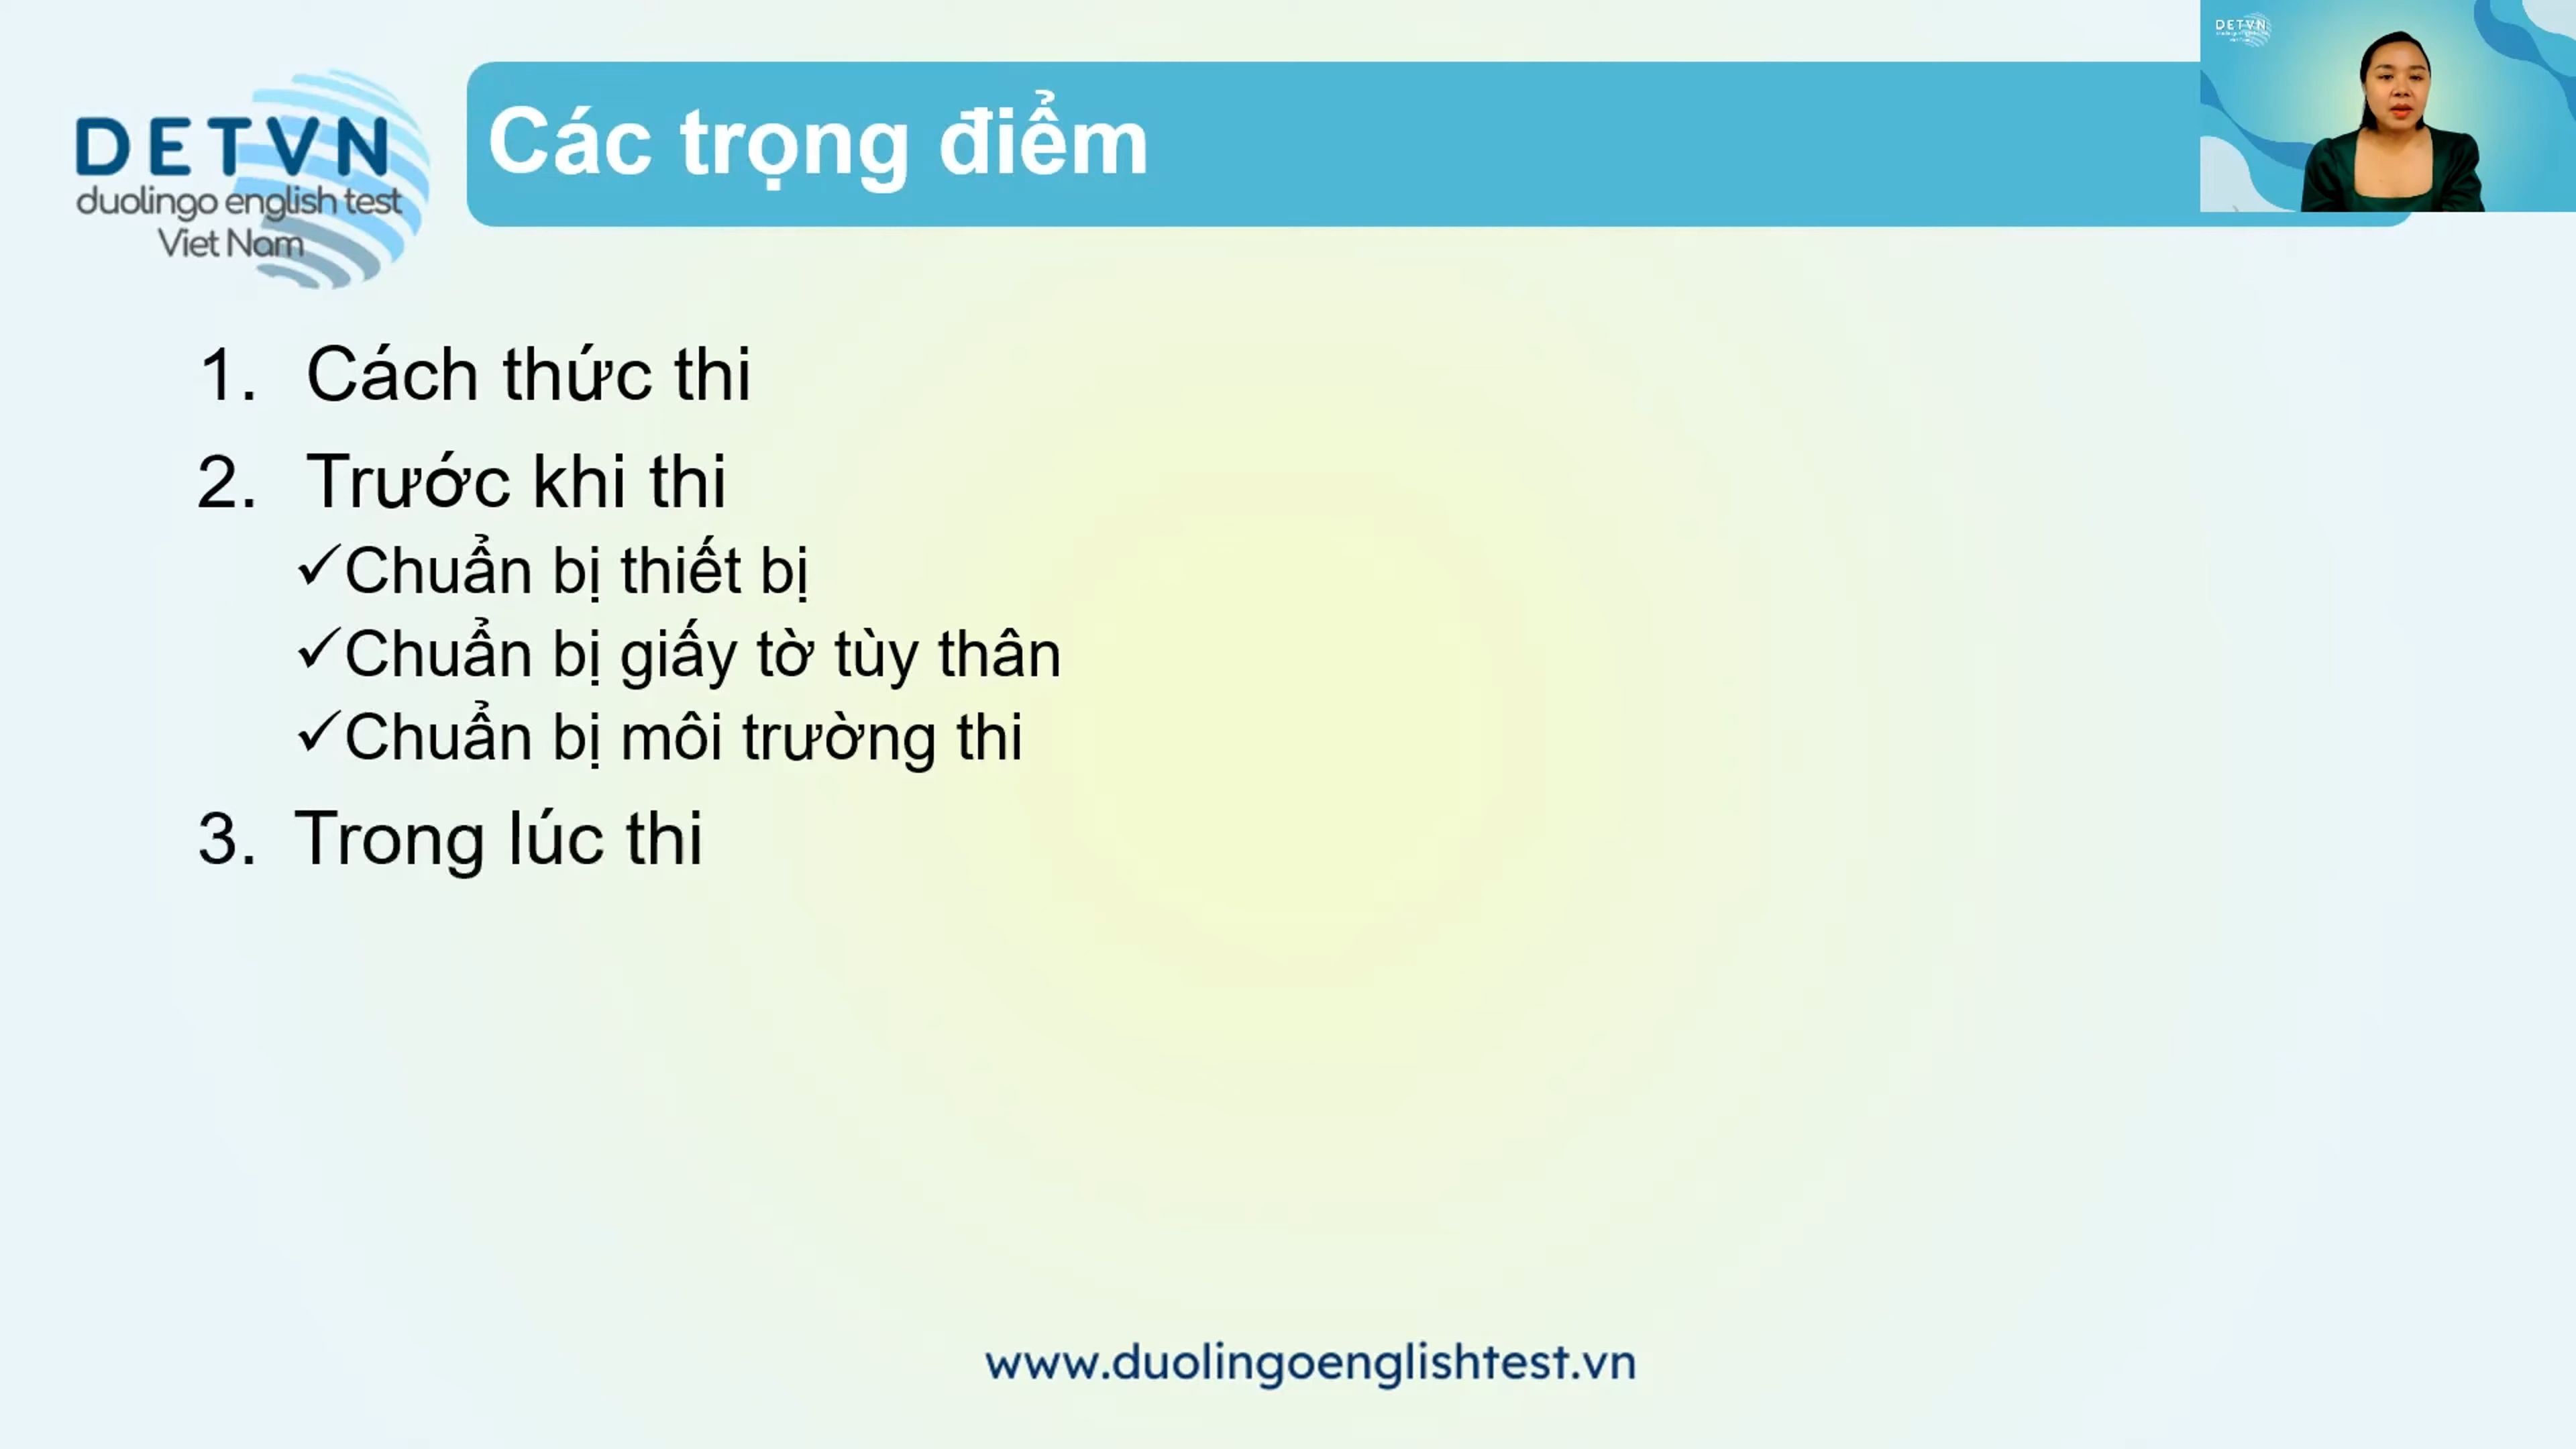 DETVN
duolingo english test
Viet Nam
Các trọng điểm
DETVN
1. Cách thức thi
2. Trước khi thi
✓Chuẩn bị thiết bị
✓Chuẩn bị giấy tờ tùy thân
✓Chuẩn bị môi trường thi
3. Trong lúc thi
www.duolingoenglishtest.vn